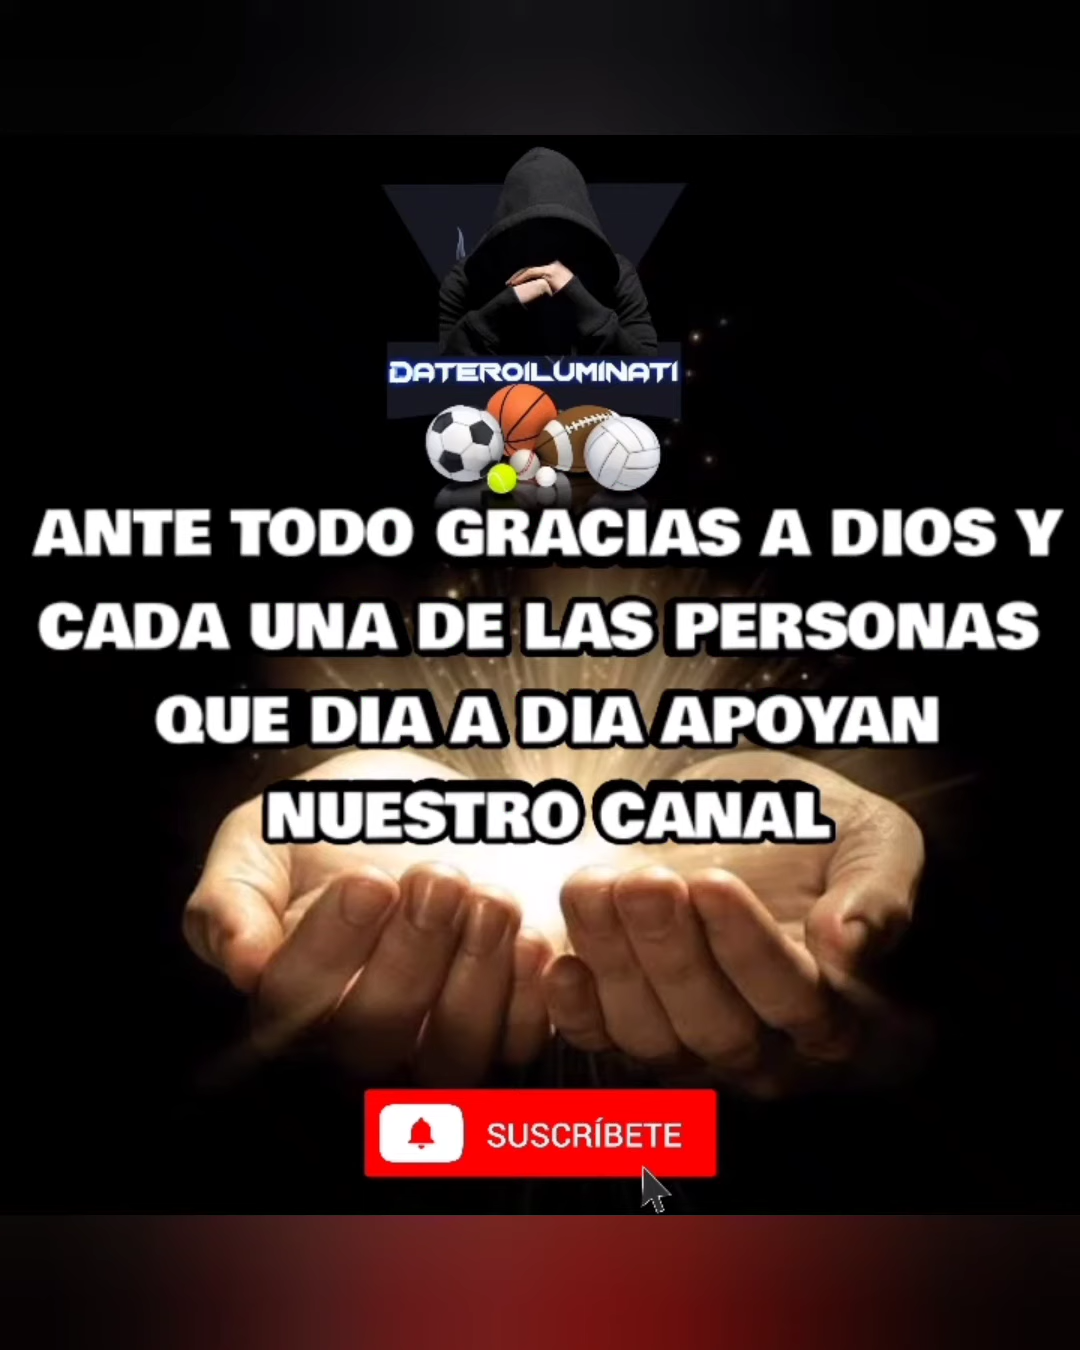 DATEROILUMINATI
ANTE TODO GRACIAS A DIOS Y
CADA UNA DE LAS PERSONAS
QUE DIA A DIA APOYAN
NUESTRO CANAL
SUSCRÍBETE